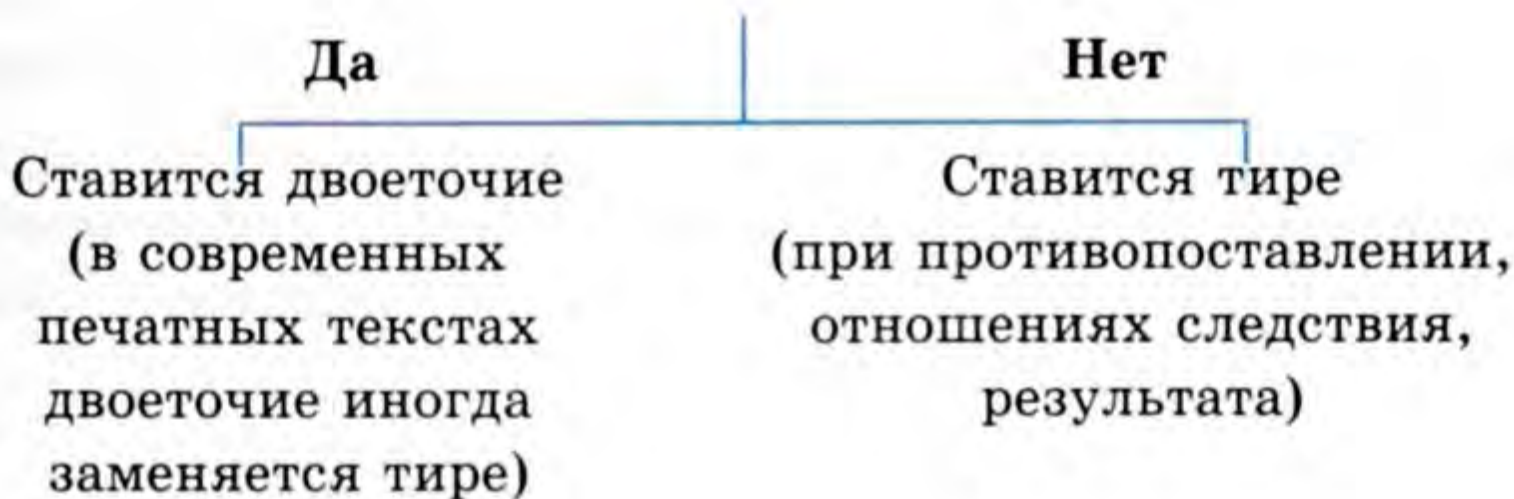 Да
Нет
Ставится двоеточие
(в современных
печатных текстах
двоеточие иногда
заменяется тире)
Ставится тире
(при противопоставлении,
отношениях следствия,
результата)